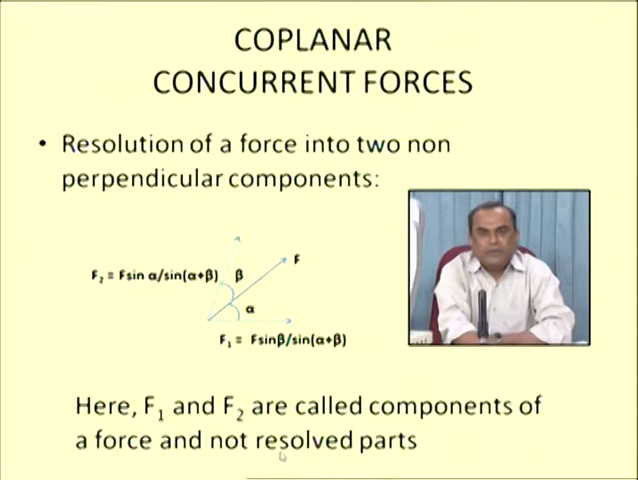 COPLANAR
CONCURRENT FORCES
• Resolution of a force into two non
perpendicular components:
F
F₂ = Fsin α/sin(α+β)
β
α
F₁ = Fsinβ/sin(α+β)
Here, F₁ and F₂ are called components of
a force and not resolved parts